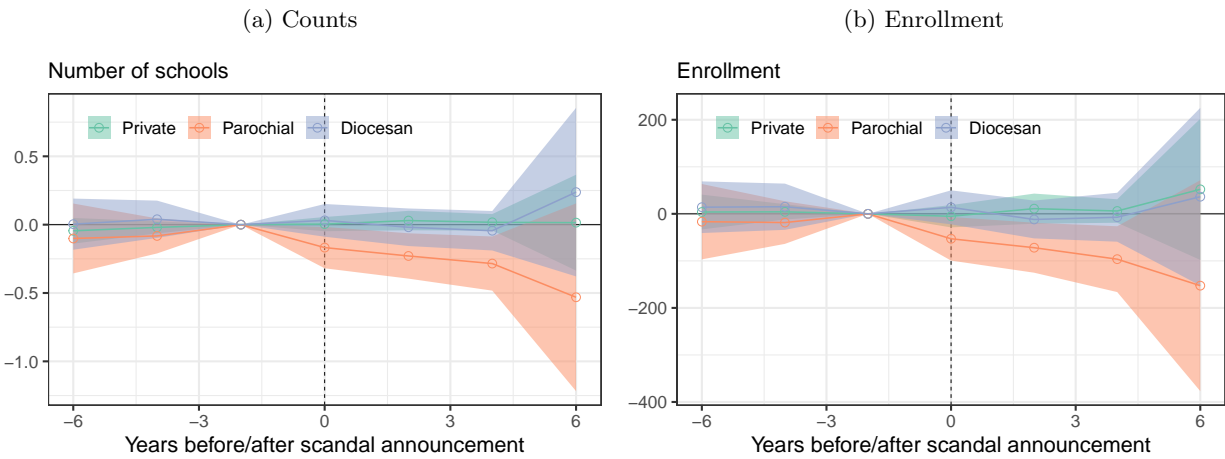 (a) Counts
Number of schools
Private Parochial Diocesan
0.5
0.0
−0.5
−1.0
−6 −3 0 3 6
Years before/after scandal announcement
(b) Enrollment
Enrollment
Private Parochial Diocesan
200
0
−200
−400
−6 −3 0 3 6
Years before/after scandal announcement